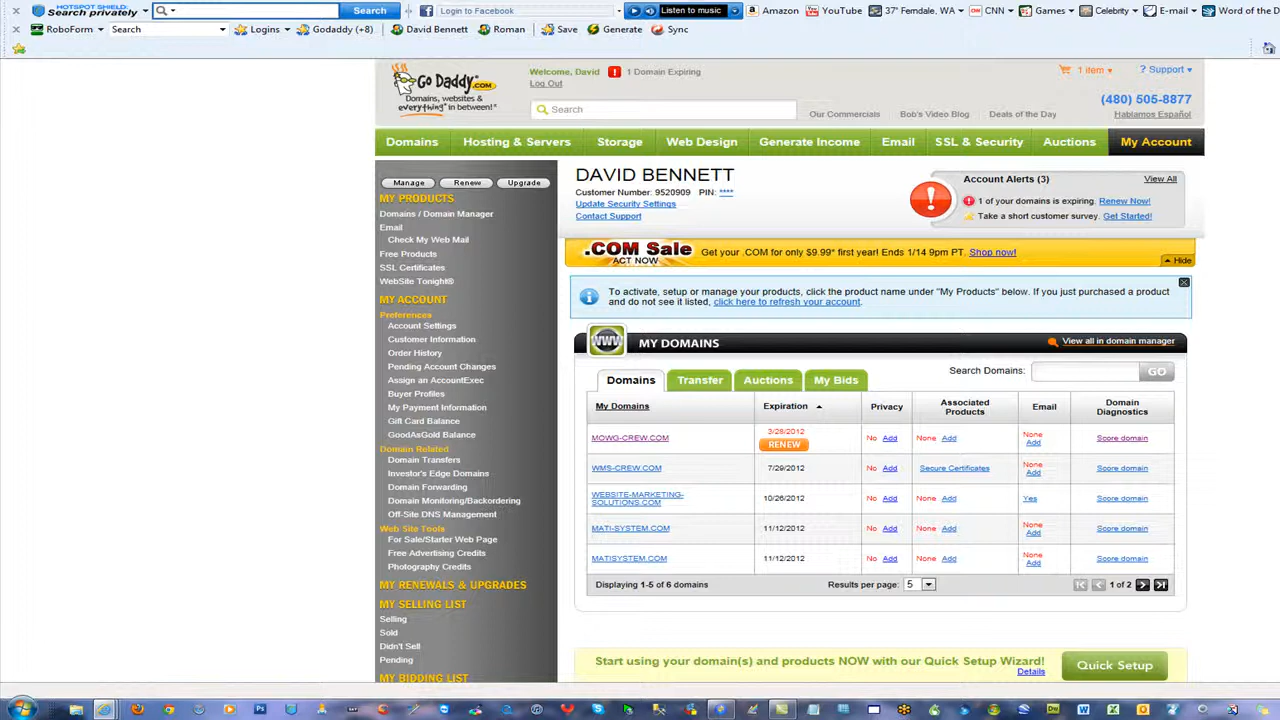 HOTSPOT SHIELD:
Search privately
Search
Login to Facebook
Listen to music
Amazon
YouTube
37° Ferndale, WA
CNN
Games
Celebrity
E-mail
Word of the D
RoboForm
Search
Logins
Godaddy (+8)
David Bennett
Roman
Save
Generate
Sync
Go Daddy.COM
Domains, websites &
everything* in between!*
Welcome, David
1 Domain Expiring
Log Out
1 item
? Support
Search
(480) 505-8877
Our Commercials
Bob's Video Blog
Deals of the Day
Hablamos Español
Domains
Hosting & Servers
Storage
Web Design
Generate Income
Email
SSL & Security
Auctions
My Account
Manage
Renew
Upgrade
MY PRODUCTS
Domains / Domain Manager
Email
Check My Web Mail
Free Products
SSL Certificates
WebSite Tonight®
MY ACCOUNT
Preferences
Account Settings
Customer Information
Order History
Pending Account Changes
Assign an AccountExec
Buyer Profiles
My Payment Information
Gift Card Balance
GoodAsGold Balance
Domain Related
Domain Transfers
Investor's Edge Domains
Domain Forwarding
Domain Monitoring/Backordering
Off-Site DNS Management
Web Site Tools
For Sale/Starter Web Page
Free Advertising Credits
Photography Credits
MY RENEWALS & UPGRADES
MY SELLING LIST
Selling
Sold
Didn't Sell
Pending
MY BIDDING LIST
DAVID BENNETT
Customer Number: 9520909 PIN: ****
Update Security Settings
Contact Support
Account Alerts (3)
View All
1 of your domains is expiring. Renew Now!
Take a short customer survey. Get Started!
.COM Sale
ACT NOW
Get your .COM for only $9.99* first year! Ends 1/14 9pm PT. Shop now!
Hide
To activate, setup or manage your products, click the product name under "My Products" below. If you just purchased a product
and do not see it listed, click here to refresh your account.
WWW
MY DOMAINS
View all in domain manager
Domains
Transfer
Auctions
My Bids
Search Domains:
GO
My Domains
Expiration
Privacy
Associated
Products
Email
Domain
Diagnostics
MOWG-CREW.COM
3/28/2012
RENEW
No Add
None Add
None
Add
Score domain
WMS-CREW.COM
7/29/2012
No Add
Secure Certificates
None
Add
Score domain
WEBSITE-MARKETING-
SOLUTIONS.COM
10/26/2012
No Add
None Add
Yes
Score domain
MATI-SYSTEM.COM
11/12/2012
No Add
None Add
None
Add
Score domain
MATISYSTEM.COM
11/12/2012
No Add
None Add
None
Add
Score domain
Displaying 1-5 of 6 domains
Results per page: 5
1 of 2
Start using your domain(s) and products NOW with our Quick Setup Wizard!
Details
Quick Setup